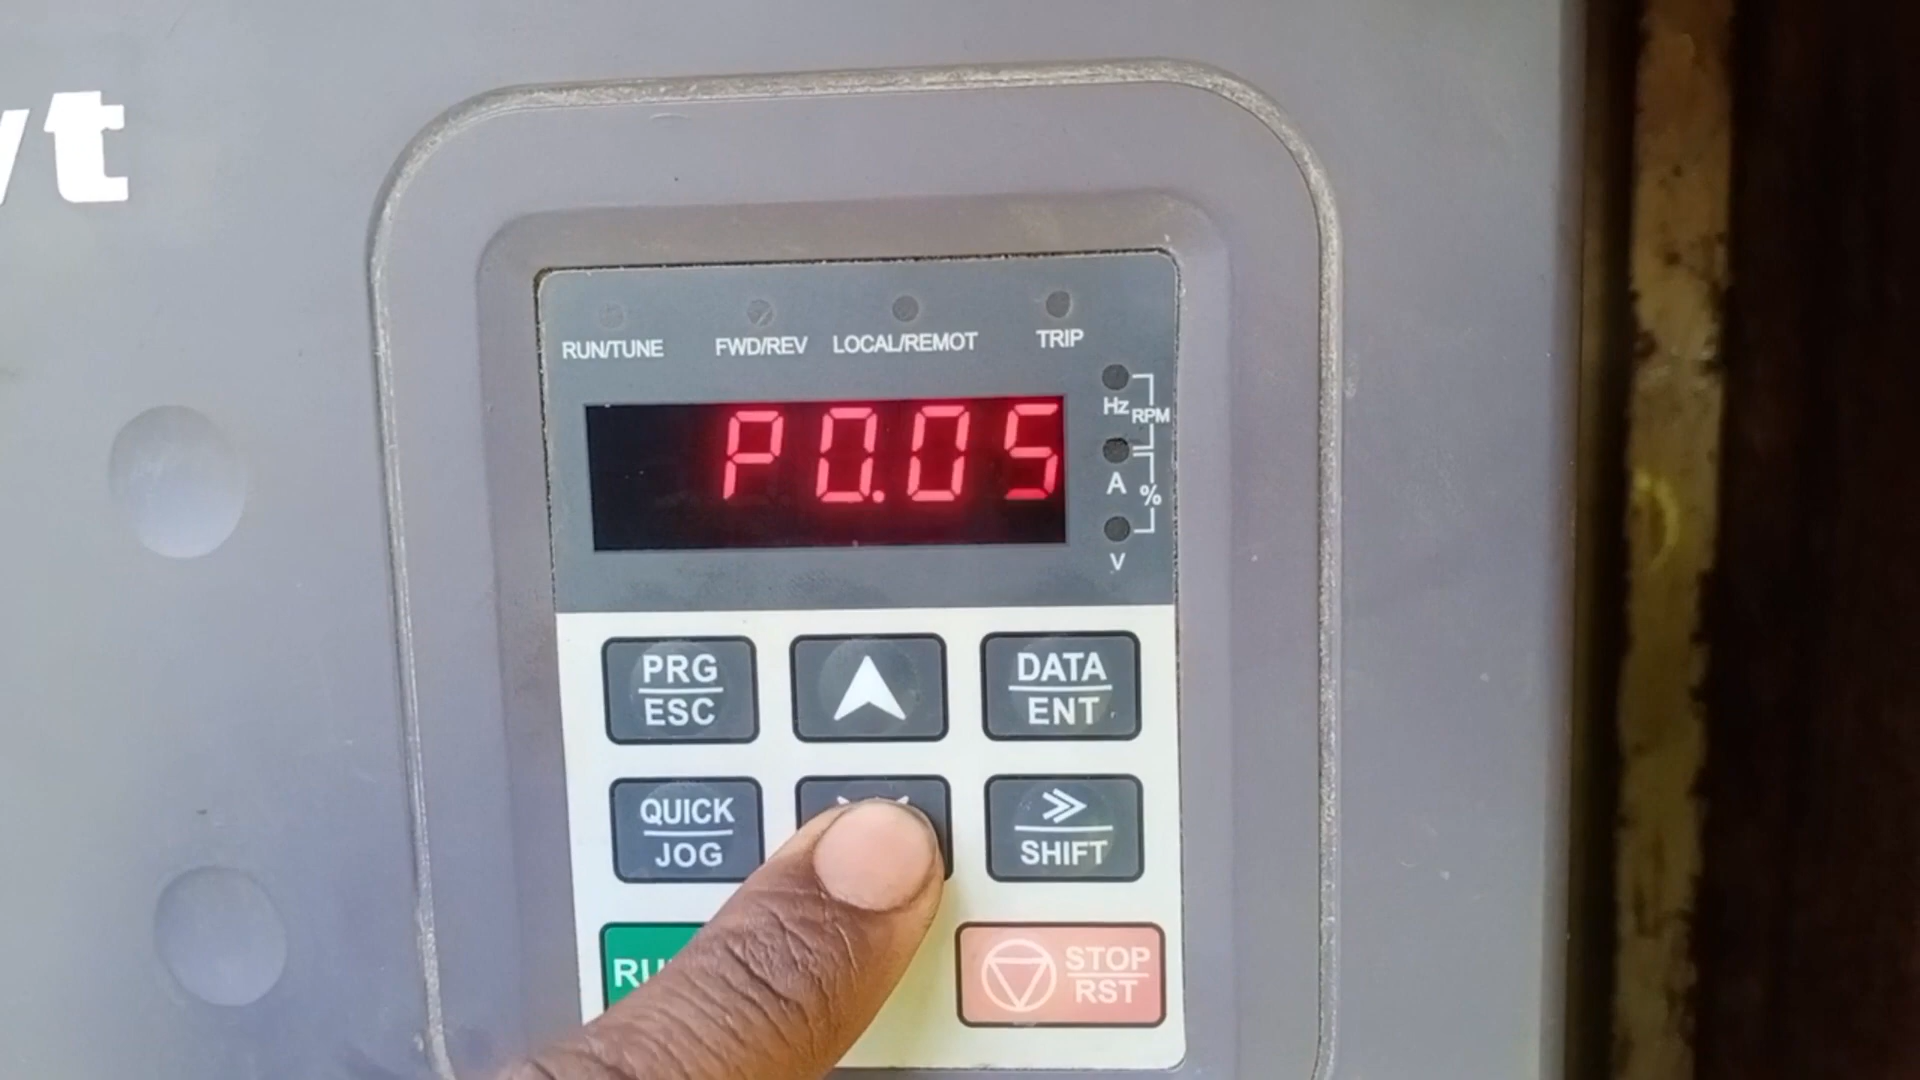 vt
RUN/TUNE FWD/REV LOCAL/REMOT TRIP
Hz RPM
P0.05
A %
V
PRG
ESC
DATA
ENT
QUICK
JOG
SHIFT
STOP
RST